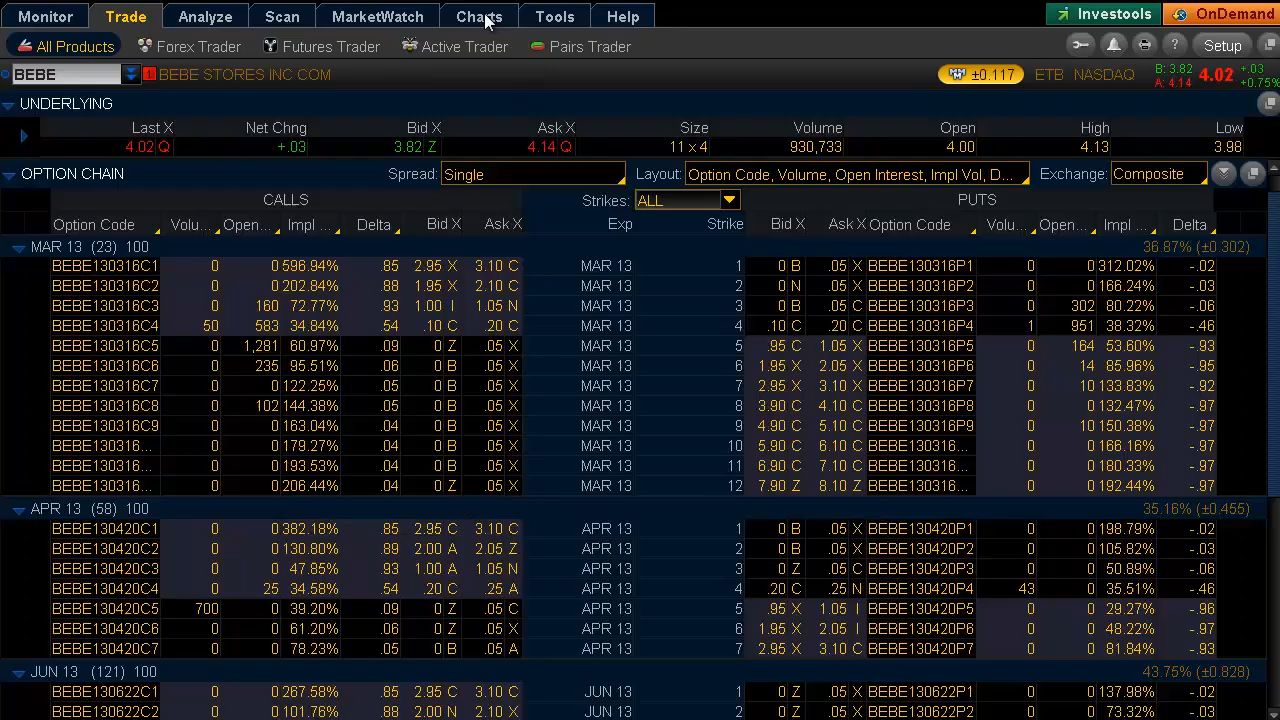 Monitor Trade Analyze Scan MarketWatch Charts Tools Help Investools OnDemand
All Products Forex Trader Futures Trader Active Trader Pairs Trader ? Setup
BEBE 1 BEBE STORES INC COM ±0.117 ETB NASDAQ B: 3.82 A: 4.14 4.02 +.03 +0.75%
UNDERLYING
Last X Net Chng Bid X Ask X Size Volume Open High Low
4.02 Q +.03 3.82 Z 4.14 Q 11 x 4 930,733 4.00 4.13 3.98
OPTION CHAIN Spread: Single Layout: Option Code, Volume, Open Interest, Impl Vol, D... Exchange: Composite
CALLS Strikes: ALL PUTS
Option Code Volu... Open... Impl ... Delta Bid X Ask X Exp Strike Bid X Ask X Option Code Volu... Open... Impl ... Delta
MAR 13 (23) 100 36.87% (±0.302)
BEBE130316C1 0 0 596.94% .85 2.95 X 3.10 C MAR 13 1 0 B .05 X BEBE130316P1 0 0 312.02% -.02
BEBE130316C2 0 0 202.84% .88 1.95 X 2.10 C MAR 13 2 0 N .05 X BEBE130316P2 0 0 166.24% -.03
BEBE130316C3 0 160 72.77% .93 1.00 I 1.05 N MAR 13 3 0 B .05 C BEBE130316P3 0 302 80.22% -.06
BEBE130316C4 50 583 34.84% .54 .10 C .20 C MAR 13 4 .10 C .20 C BEBE130316P4 1 951 38.32% -.46
BEBE130316C5 0 1,281 60.97% .09 0 Z .05 X MAR 13 5 .95 C 1.05 X BEBE130316P5 0 164 53.60% -.93
BEBE130316C6 0 235 95.51% .06 0 B .05 X MAR 13 6 1.95 X 2.05 X BEBE130316P6 0 14 85.96% -.95
BEBE130316C7 0 0 122.25% .05 0 B .05 X MAR 13 7 2.95 X 3.10 X BEBE130316P7 0 10 133.83% -.92
BEBE130316C8 0 102 144.38% .05 0 B .05 X MAR 13 8 3.90 C 4.10 C BEBE130316P8 0 0 132.47% -.97
BEBE130316C9 0 0 163.04% .05 0 B .05 X MAR 13 9 4.90 C 5.10 C BEBE130316P9 0 10 150.38% -.97
BEBE130316... 0 0 179.27% .04 0 B .05 X MAR 13 10 5.90 C 6.10 C BEBE130316... 0 0 166.16% -.97
BEBE130316... 0 0 193.53% .04 0 B .05 X MAR 13 11 6.90 C 7.10 C BEBE130316... 0 0 180.33% -.97
BEBE130316... 0 0 206.44% .04 0 B .05 X MAR 13 12 7.90 Z 8.10 Z BEBE130316... 0 0 192.44% -.97
APR 13 (58) 100 35.16% (±0.455)
BEBE130420C1 0 0 382.18% .85 2.95 C 3.10 C APR 13 1 0 B .05 X BEBE130420P1 0 0 198.79% -.02
BEBE130420C2 0 0 130.80% .89 2.00 A 2.05 Z APR 13 2 0 B .05 X BEBE130420P2 0 0 105.82% -.03
BEBE130420C3 0 0 47.85% .93 1.00 A 1.05 N APR 13 3 0 C .05 X BEBE130420P3 0 0 50.89% -.06
BEBE130420C4 0 25 34.58% .54 .20 C .25 A APR 13 4 .20 C .25 N BEBE130420P4 43 0 35.51% -.46
BEBE130420C5 700 0 39.20% .09 0 Z .05 C APR 13 5 .95 X 1.05 I BEBE130420P5 0 0 29.27% -.96
BEBE130420C6 0 0 61.20% .06 0 Z .05 X APR 13 6 1.95 X 2.05 I BEBE130420P6 0 0 48.22% -.97
BEBE130420C7 0 0 78.23% .05 0 B .05 X APR 13 7 2.95 X 3.10 C BEBE130420P7 0 0 81.84% -.93
JUN 13 (121) 100 43.75% (±0.828)
BEBE130622C1 0 0 267.58% .85 2.95 C 3.10 C JUN 13 1 0 Z .05 X BEBE130622P1 0 0 137.98% -.02
BEBE130622C2 0 0 101.76% .88 2.00 N 2.10 X JUN 13 2 0 Z .05 X BEBE130622P2 0 0 73.32% -.03